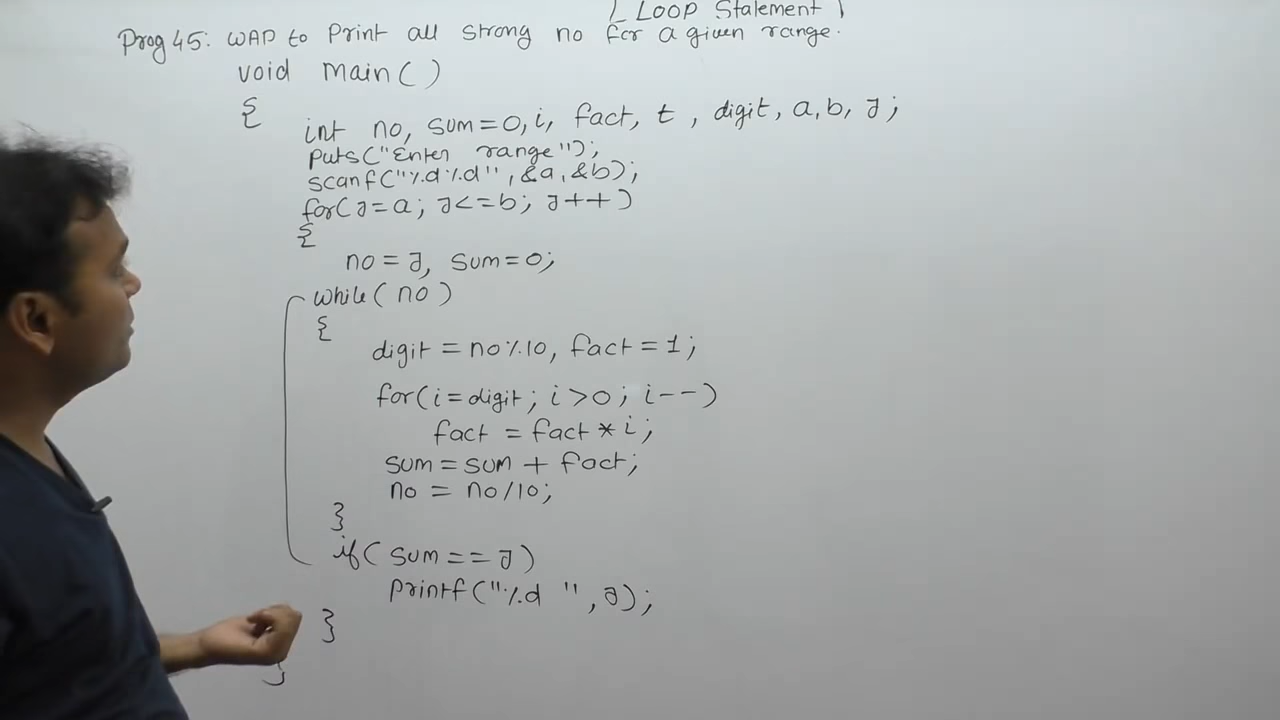 ( LOOP Statement )
Prog 45: WAP to Print all strong no for a given range.
void main( )
{
int no, sum=0, i, fact, t, digit, a, b, J;
puts("Enter range");
scanf("%d%d", &a, &b);
for(J=a; J<=b; J++)
{
no = J, sum=0;
while( no )
{
digit = no%10, fact = 1;
for(i=digit; i>0; i--)
fact = fact * i;
sum = sum + fact;
no = no/10;
}
if( sum == J)
Printf("%d ", J);
}
}